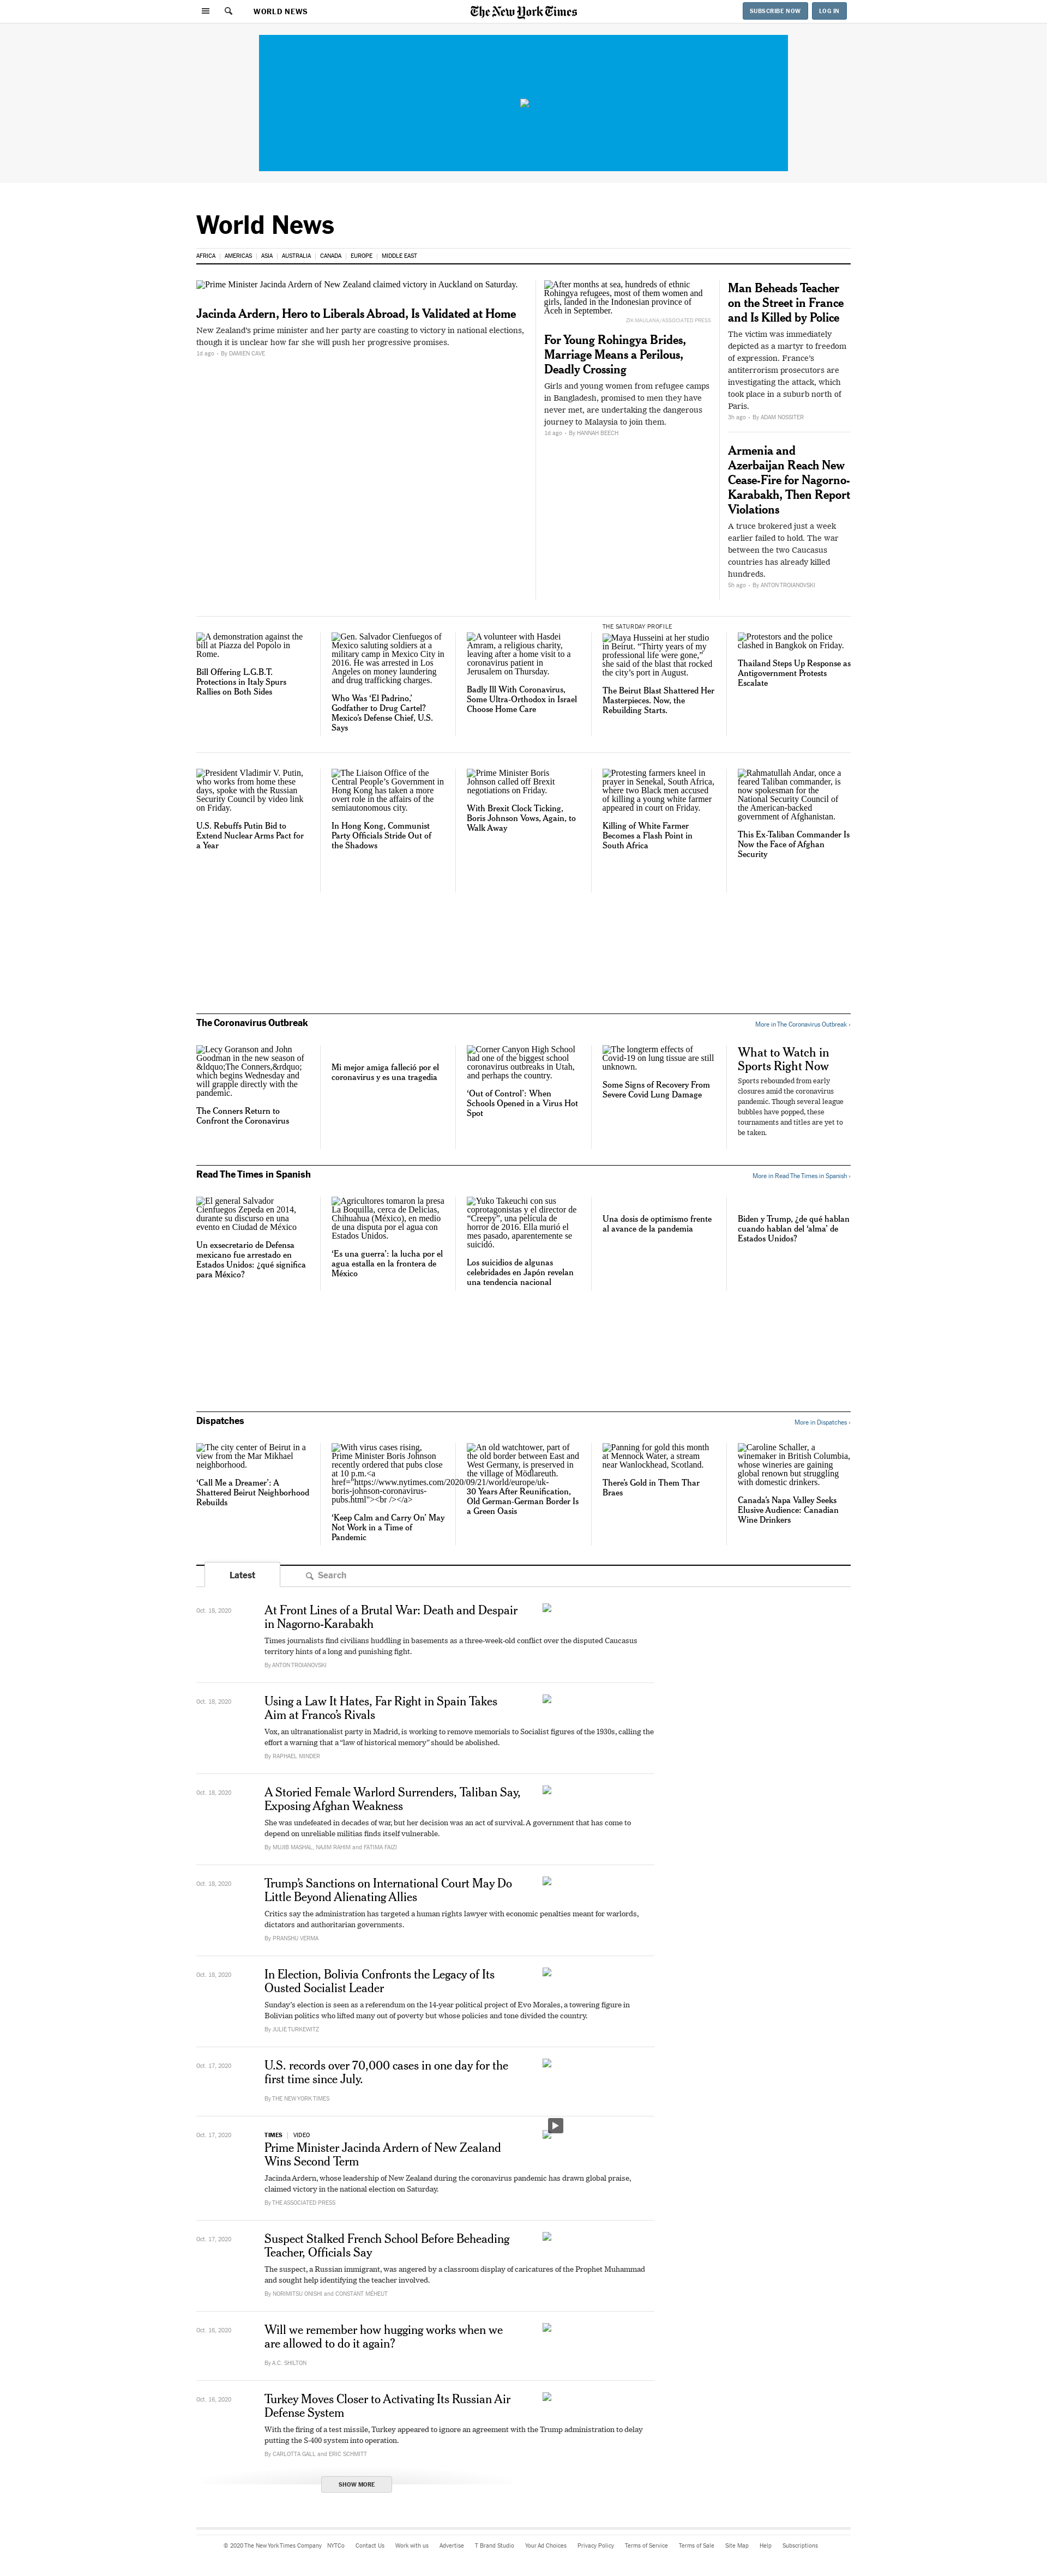 WORLD NEWS
The New York Times
SUBSCRIBE NOW
LOG IN
World News
AFRICA
AMERICAS
ASIA
AUSTRALIA
CANADA
EUROPE
MIDDLE EAST
Prime Minister Jacinda Ardern of New Zealand claimed victory in Auckland on Saturday.
Jacinda Ardern, Hero to Liberals Abroad, Is Validated at Home
New Zealand's prime minister and her party are coasting to victory in national elections,
though it is unclear how far she will push her progressive promises.
1d ago - By DAMIEN CAVE
After months at sea, hundreds of ethnic
Rohingya refugees, most of them women and
girls, landed in the Indonesian province of
Aceh in September.
ZIK MAULANA/ASSOCIATED PRESS
For Young Rohingya Brides,
Marriage Means a Perilous,
Deadly Crossing
Girls and young women from refugee camps
in Bangladesh, promised to men they have
never met, are undertaking the dangerous
journey to Malaysia to join them.
1d ago - By HANNAH BEECH
Man Beheads Teacher
on the Street in France
and Is Killed by Police
The victim was immediately
depicted as a martyr to freedom
of expression. France's
antiterrorism prosecutors are
investigating the attack, which
took place in a suburb north of
Paris.
3h ago - By ADAM NOSSITER
Armenia and
Azerbaijan Reach New
Cease-Fire for Nagorno-
Karabakh, Then Report
Violations
A truce brokered just a week
earlier failed to hold. The war
between the two Caucasus
countries has already killed
hundreds.
5h ago - By ANTON TROIANOVSKI
A demonstration against the
bill at Piazza del Popolo in
Rome.
Bill Offering L.G.B.T.
Protections in Italy Spurs
Rallies on Both Sides
Gen. Salvador Cienfuegos of
Mexico saluting soldiers at a
military camp in Mexico City in
2016. He was arrested in Los
Angeles on money laundering
and drug trafficking charges.
Who Was ‘El Padrino,’
Godfather to Drug Cartel?
Mexico's Defense Chief, U.S.
Says
A volunteer with Hasdei
Amram, a religious charity,
leaving after a home visit to a
coronavirus patient in
Jerusalem on Thursday.
Badly Ill With Coronavirus,
Some Ultra-Orthodox in Israel
Choose Home Care
THE SATURDAY PROFILE
Maya Husseini at her studio
in Beirut. “Thirty years of my
professional life were gone,”
she said of the blast that rocked
the city's port in August.
The Beirut Blast Shattered Her
Masterpieces. Now, the
Rebuilding Starts.
Protestors and the police
clashed in Bangkok on Friday.
Thailand Steps Up Response as
Antigovernment Protests
Escalate
President Vladimir V. Putin,
who works from home these
days, spoke with the Russian
Security Council by video link
on Friday.
U.S. Rebuffs Putin Bid to
Extend Nuclear Arms Pact for
a Year
The Liaison Office of the
Central People's Government in
Hong Kong has taken a more
overt role in the affairs of the
semiautonomous city.
In Hong Kong, Communist
Party Officials Stride Out of
the Shadows
Prime Minister Boris
Johnson called off Brexit
negotiations on Friday.
With Brexit Clock Ticking,
Boris Johnson Vows, Again, to
Walk Away
Protesting farmers kneel in
prayer in Senekal, South Africa,
where two Black men accused
of killing a young white farmer
appeared in court on Friday.
Killing of White Farmer
Becomes a Flash Point in
South Africa
Rahmatullah Andar, once a
feared Taliban commander, is
now spokesman for the
National Security Council of
the American-backed
government of Afghanistan.
This Ex-Taliban Commander Is
Now the Face of Afghan
Security
The Coronavirus Outbreak
More in The Coronavirus Outbreak ›
Lecy Goranson and John
Goodman in the new season of
&ldquo;The Conners,&rdquo;
which begins Wednesday and
will grapple directly with the
pandemic.
The Conners Return to
Confront the Coronavirus
Mi mejor amiga falleció por el
coronavirus y es una tragedia
Corner Canyon High School
had one of the biggest school
coronavirus outbreaks in Utah,
and perhaps the country.
‘Out of Control’: When
Schools Opened in a Virus Hot
Spot
The longterm effects of
Covid-19 on lung tissue are still
unknown.
Some Signs of Recovery From
Severe Covid Lung Damage
What to Watch in
Sports Right Now
Sports rebounded from early
closures amid the coronavirus
pandemic. Though several league
bubbles have popped, these
tournaments and titles are yet to
be taken.
Read The Times in Spanish
More in Read The Times in Spanish ›
El general Salvador
Cienfuegos Zepeda en 2014,
durante su discurso en una
evento en Ciudad de México
Un exsecretario de Defensa
mexicano fue arrestado en
Estados Unidos: ¿qué significa
para México?
Agricultores tomaron la presa
La Boquilla, cerca de Delicias,
Chihuahua (México), en medio
de una disputa por el agua con
Estados Unidos.
‘Es una guerra’: la lucha por el
agua estalla en la frontera de
México
Yuko Takeuchi con sus
coprotagonistas y el director de
“Creepy”, una película de
horror de 2016. Ella murió el
mes pasado, aparentemente se
suicidó.
Los suicidios de algunas
celebridades en Japón revelan
una tendencia nacional
Una dosis de optimismo frente
al avance de la pandemia
Biden y Trump, ¿de qué hablan
cuando hablan del ‘alma’ de
Estados Unidos?
Dispatches
More in Dispatches ›
The city center of Beirut in a
view from the Mar Mikhael
neighborhood.
‘Call Me a Dreamer’: A
Shattered Beirut Neighborhood
Rebuilds
With virus cases rising,
Prime Minister Boris Johnson
recently ordered that pubs close
at 10 p.m.<a
href="https://www.nytimes.com/2020/09/21/world/europe/uk-
boris-johnson-coronavirus-
pubs.html"><br /></a>
‘Keep Calm and Carry On’ May
Not Work in a Time of
Pandemic
An old watchtower, part of
the old border between East
and West Germany, is preserved in
the village of Mödlareuth.
30 Years After Reunification,
Old German-German Border Is
a Green Oasis
Panning for gold this month
at Mennock Water, a stream
near Wanlockhead, Scotland.
There's Gold in Them Thar
Braes
Caroline Schaller, a
winemaker in British Columbia,
whose wineries are gaining
global renown but struggling
with domestic drinkers.
Canada's Napa Valley Seeks
Elusive Audience: Canadian
Wine Drinkers
Latest
Search
Oct. 18, 2020
At Front Lines of a Brutal War: Death and Despair
in Nagorno-Karabakh
Times journalists find civilians huddling in basements as a three-week-old conflict over the disputed Caucasus
territory hints of a long and punishing fight.
By ANTON TROIANOVSKI
Oct. 18, 2020
Using a Law It Hates, Far Right in Spain Takes
Aim at Franco's Rivals
Vox, an ultranationalist party in Madrid, is working to remove memorials to Socialist figures of the 1930s, calling the
effort a warning that a “law of historical memory” should be abolished.
By RAPHAEL MINDER
Oct. 18, 2020
A Storied Female Warlord Surrenders, Taliban Say,
Exposing Afghan Weakness
She was undefeated in decades of war, but her decision was an act of survival. A government that has come to
depend on unreliable militias finds itself vulnerable.
By MUJIB MASHAL, NAJIM RAHIM and FATIMA FAIZI
Oct. 18, 2020
Trump's Sanctions on International Court May Do
Little Beyond Alienating Allies
Critics say the administration has targeted a human rights lawyer with economic penalties meant for warlords,
dictators and authoritarian governments.
By PRANSHU VERMA
Oct. 18, 2020
In Election, Bolivia Confronts the Legacy of Its
Ousted Socialist Leader
Sunday's election is seen as a referendum on the 14-year political project of Evo Morales, a towering figure in
Bolivian politics who lifted many out of poverty but whose policies and tone divided the country.
By JULIE TURKEWITZ
Oct. 17, 2020
U.S. records over 70,000 cases in one day for the
first time since July.
By THE NEW YORK TIMES
Oct. 17, 2020
TIMES | VIDEO
Prime Minister Jacinda Ardern of New Zealand
Wins Second Term
Jacinda Ardern, whose leadership of New Zealand during the coronavirus pandemic has drawn global praise,
claimed victory in the national election on Saturday.
By THE ASSOCIATED PRESS
Oct. 17, 2020
Suspect Stalked French School Before Beheading
Teacher, Officials Say
The suspect, a Russian immigrant, was angered by a classroom display of caricatures of the Prophet Muhammad
and sought help identifying the teacher involved.
By NORIMITSU ONISHI and CONSTANT MÉHEUT
Oct. 16, 2020
Will we remember how hugging works when we
are allowed to do it again?
By A.C. SHILTON
Oct. 16, 2020
Turkey Moves Closer to Activating Its Russian Air
Defense System
With the firing of a test missile, Turkey appeared to ignore an agreement with the Trump administration to delay
putting the S-400 system into operation.
By CARLOTTA GALL and ERIC SCHMITT
SHOW MORE
© 2020 The New York Times Company NYTCo Contact Us Work with us Advertise T Brand Studio Your Ad Choices Privacy Policy Terms of Service Terms of Sale Site Map Help Subscriptions